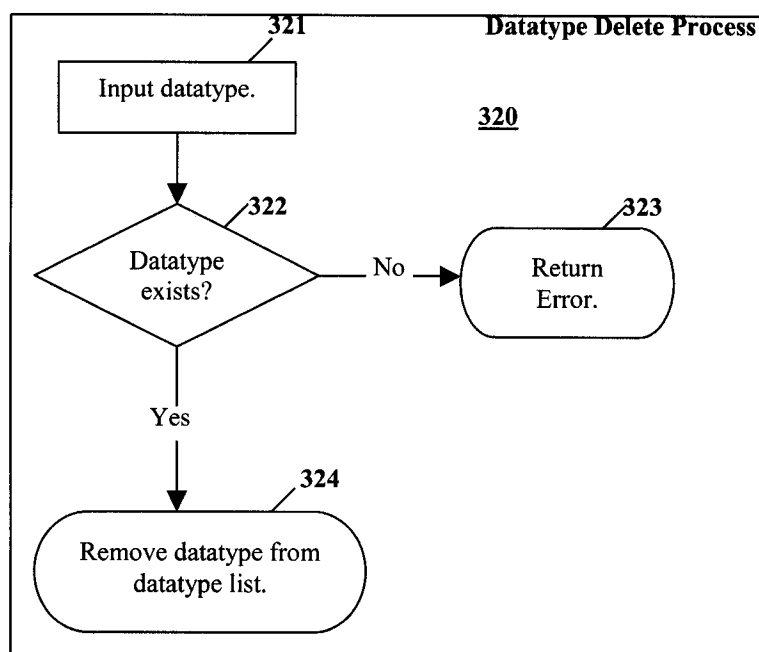 321
Datatype Delete Process
Input datatype.
320
322
323
Datatype
exists?
No
Return
Error.
Yes
324
Remove datatype from
datatype list.